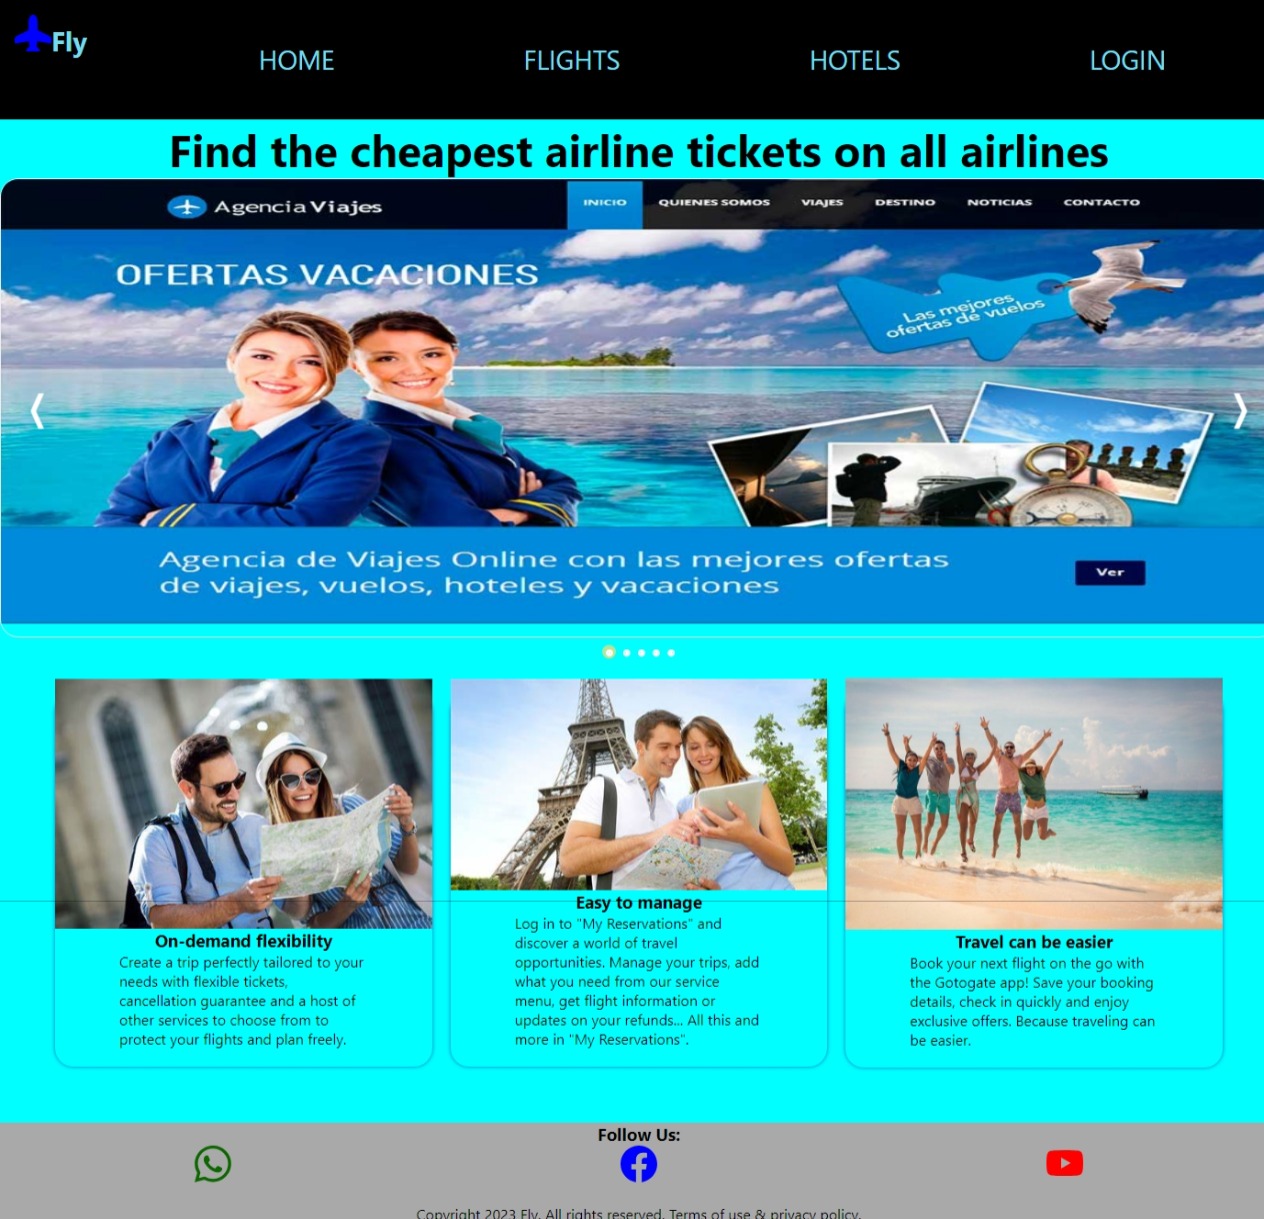 Fly
HOME FLIGHTS HOTELS LOGIN
Find the cheapest airline tickets on all airlines
Agencia Viajes
INICIO QUIENES SOMOS VIAJES DESTINO NOTICIAS CONTACTO
OFERTAS VACACIONES
Las mejores
ofertas de vuelos
Agencia de Viajes Online con las mejores ofertas
de viajes, vuelos, hoteles y vacaciones
Ver
On-demand flexibility
Create a trip perfectly tailored to your
needs with flexible tickets,
cancellation guarantee and a host of
other services to choose from to
protect your flights and plan freely.
Easy to manage
Log in to "My Reservations" and
discover a world of travel
opportunities. Manage your trips, add
what you need from our service
menu, get flight information or
updates on your refunds... All this and
more in "My Reservations".
Travel can be easier
Book your next flight on the go with
the Gotogate app! Save your booking
details, check in quickly and enjoy
exclusive offers. Because traveling can
be easier.
Follow Us:
Copyright 2023 Fly. All rights reserved. Terms of use & privacy policy.